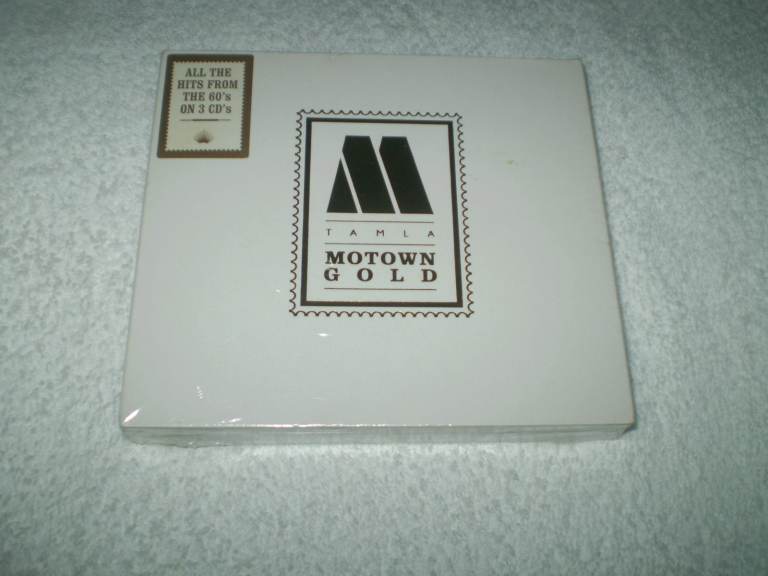 ALL THE
HITS FROM
THE 60's
ON 3 CD's
TAMLA
MOTOWN
GOLD